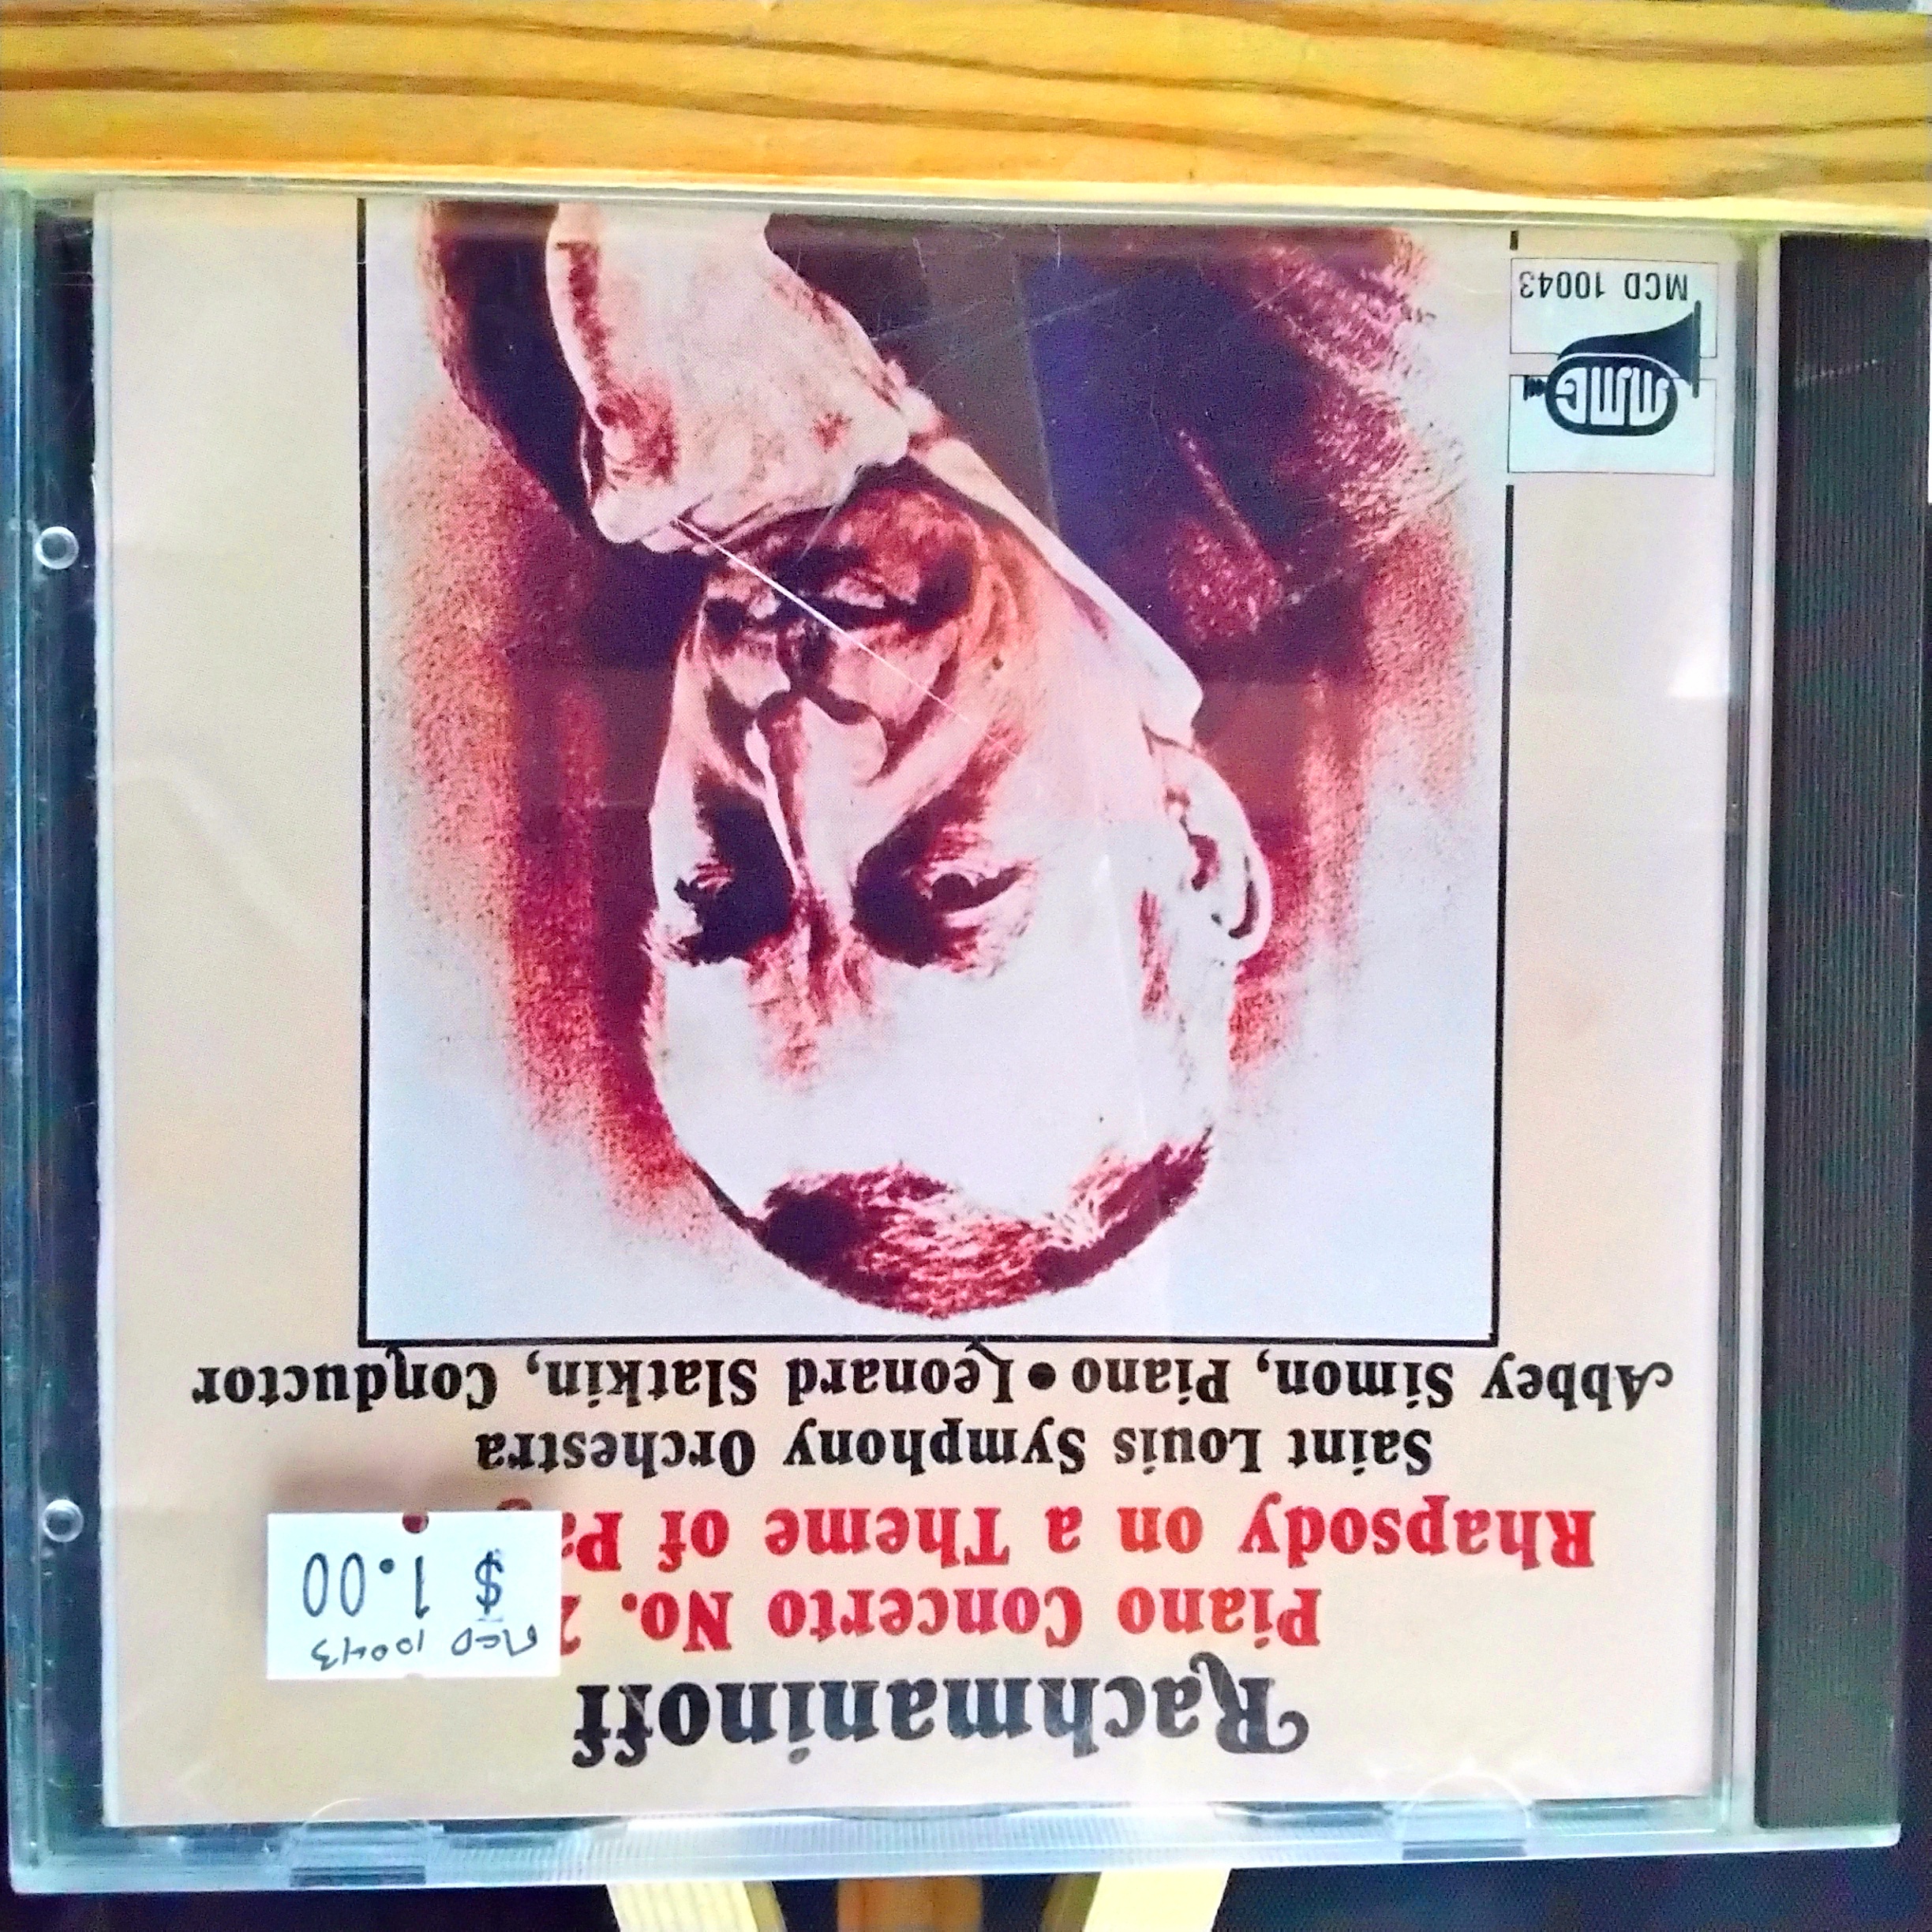 Rachmaninoff
Piano Concerto No. 2
Rhapsody on a Theme of
Saint Louis Symphony Orchestra
Abbey Simon, Piano • Leonard Slatkin, Conductor
MCD 10043
$ 1.00
mmg
MCD 10043